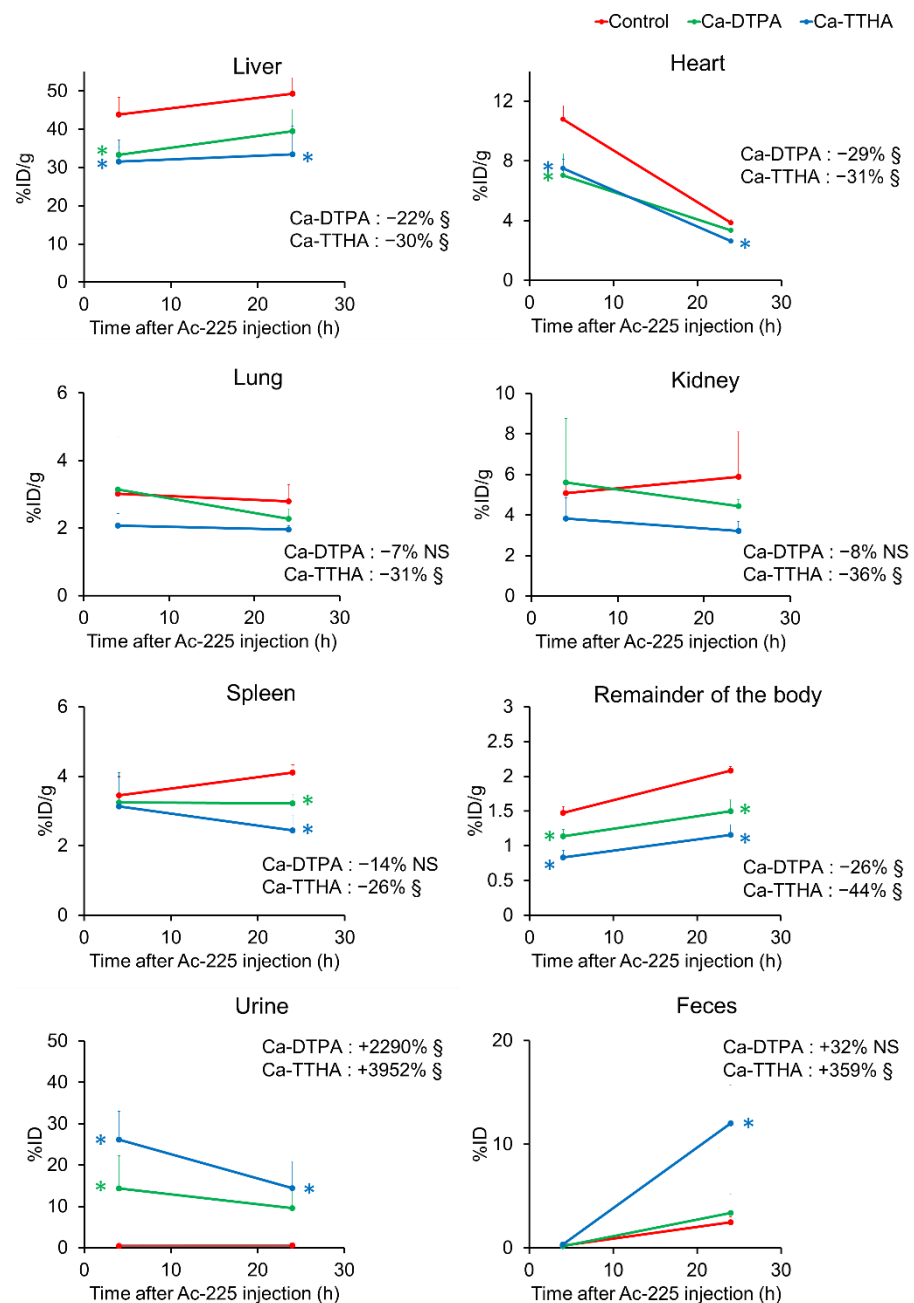 Control Ca-DTPA Ca-TTHA
Liver
%ID/g
50
40
30
20
10
0
* * *
Ca-DTPA : −22% §
Ca-TTHA : −30% §
0 10 20 30
Time after Ac-225 injection (h)
Heart
%ID/g
12
8
4
0
* * *
Ca-DTPA : −29% §
Ca-TTHA : −31% §
0 10 20 30
Time after Ac-225 injection (h)
Lung
%ID/g
6
4
2
0
Ca-DTPA : −7% NS
Ca-TTHA : −31% §
0 10 20 30
Time after Ac-225 injection (h)
Kidney
%ID/g
10
8
6
4
2
0
Ca-DTPA : −8% NS
Ca-TTHA : −36% §
0 10 20 30
Time after Ac-225 injection (h)
Spleen
%ID/g
6
4
2
0
* *
Ca-DTPA : −14% NS
Ca-TTHA : −26% §
0 10 20 30
Time after Ac-225 injection (h)
Remainder of the body
%ID/g
3
2.5
2
1.5
1
0.5
0
* * * *
Ca-DTPA : −26% §
Ca-TTHA : −44% §
0 10 20 30
Time after Ac-225 injection (h)
Urine
%ID
50
40
30
20
10
0
Ca-DTPA : +2290% §
Ca-TTHA : +3952% §
* * *
0 10 20 30
Time after Ac-225 injection (h)
Feces
%ID
20
10
0
Ca-DTPA : +32% NS
Ca-TTHA : +359% §
*
0 10 20 30
Time after Ac-225 injection (h)